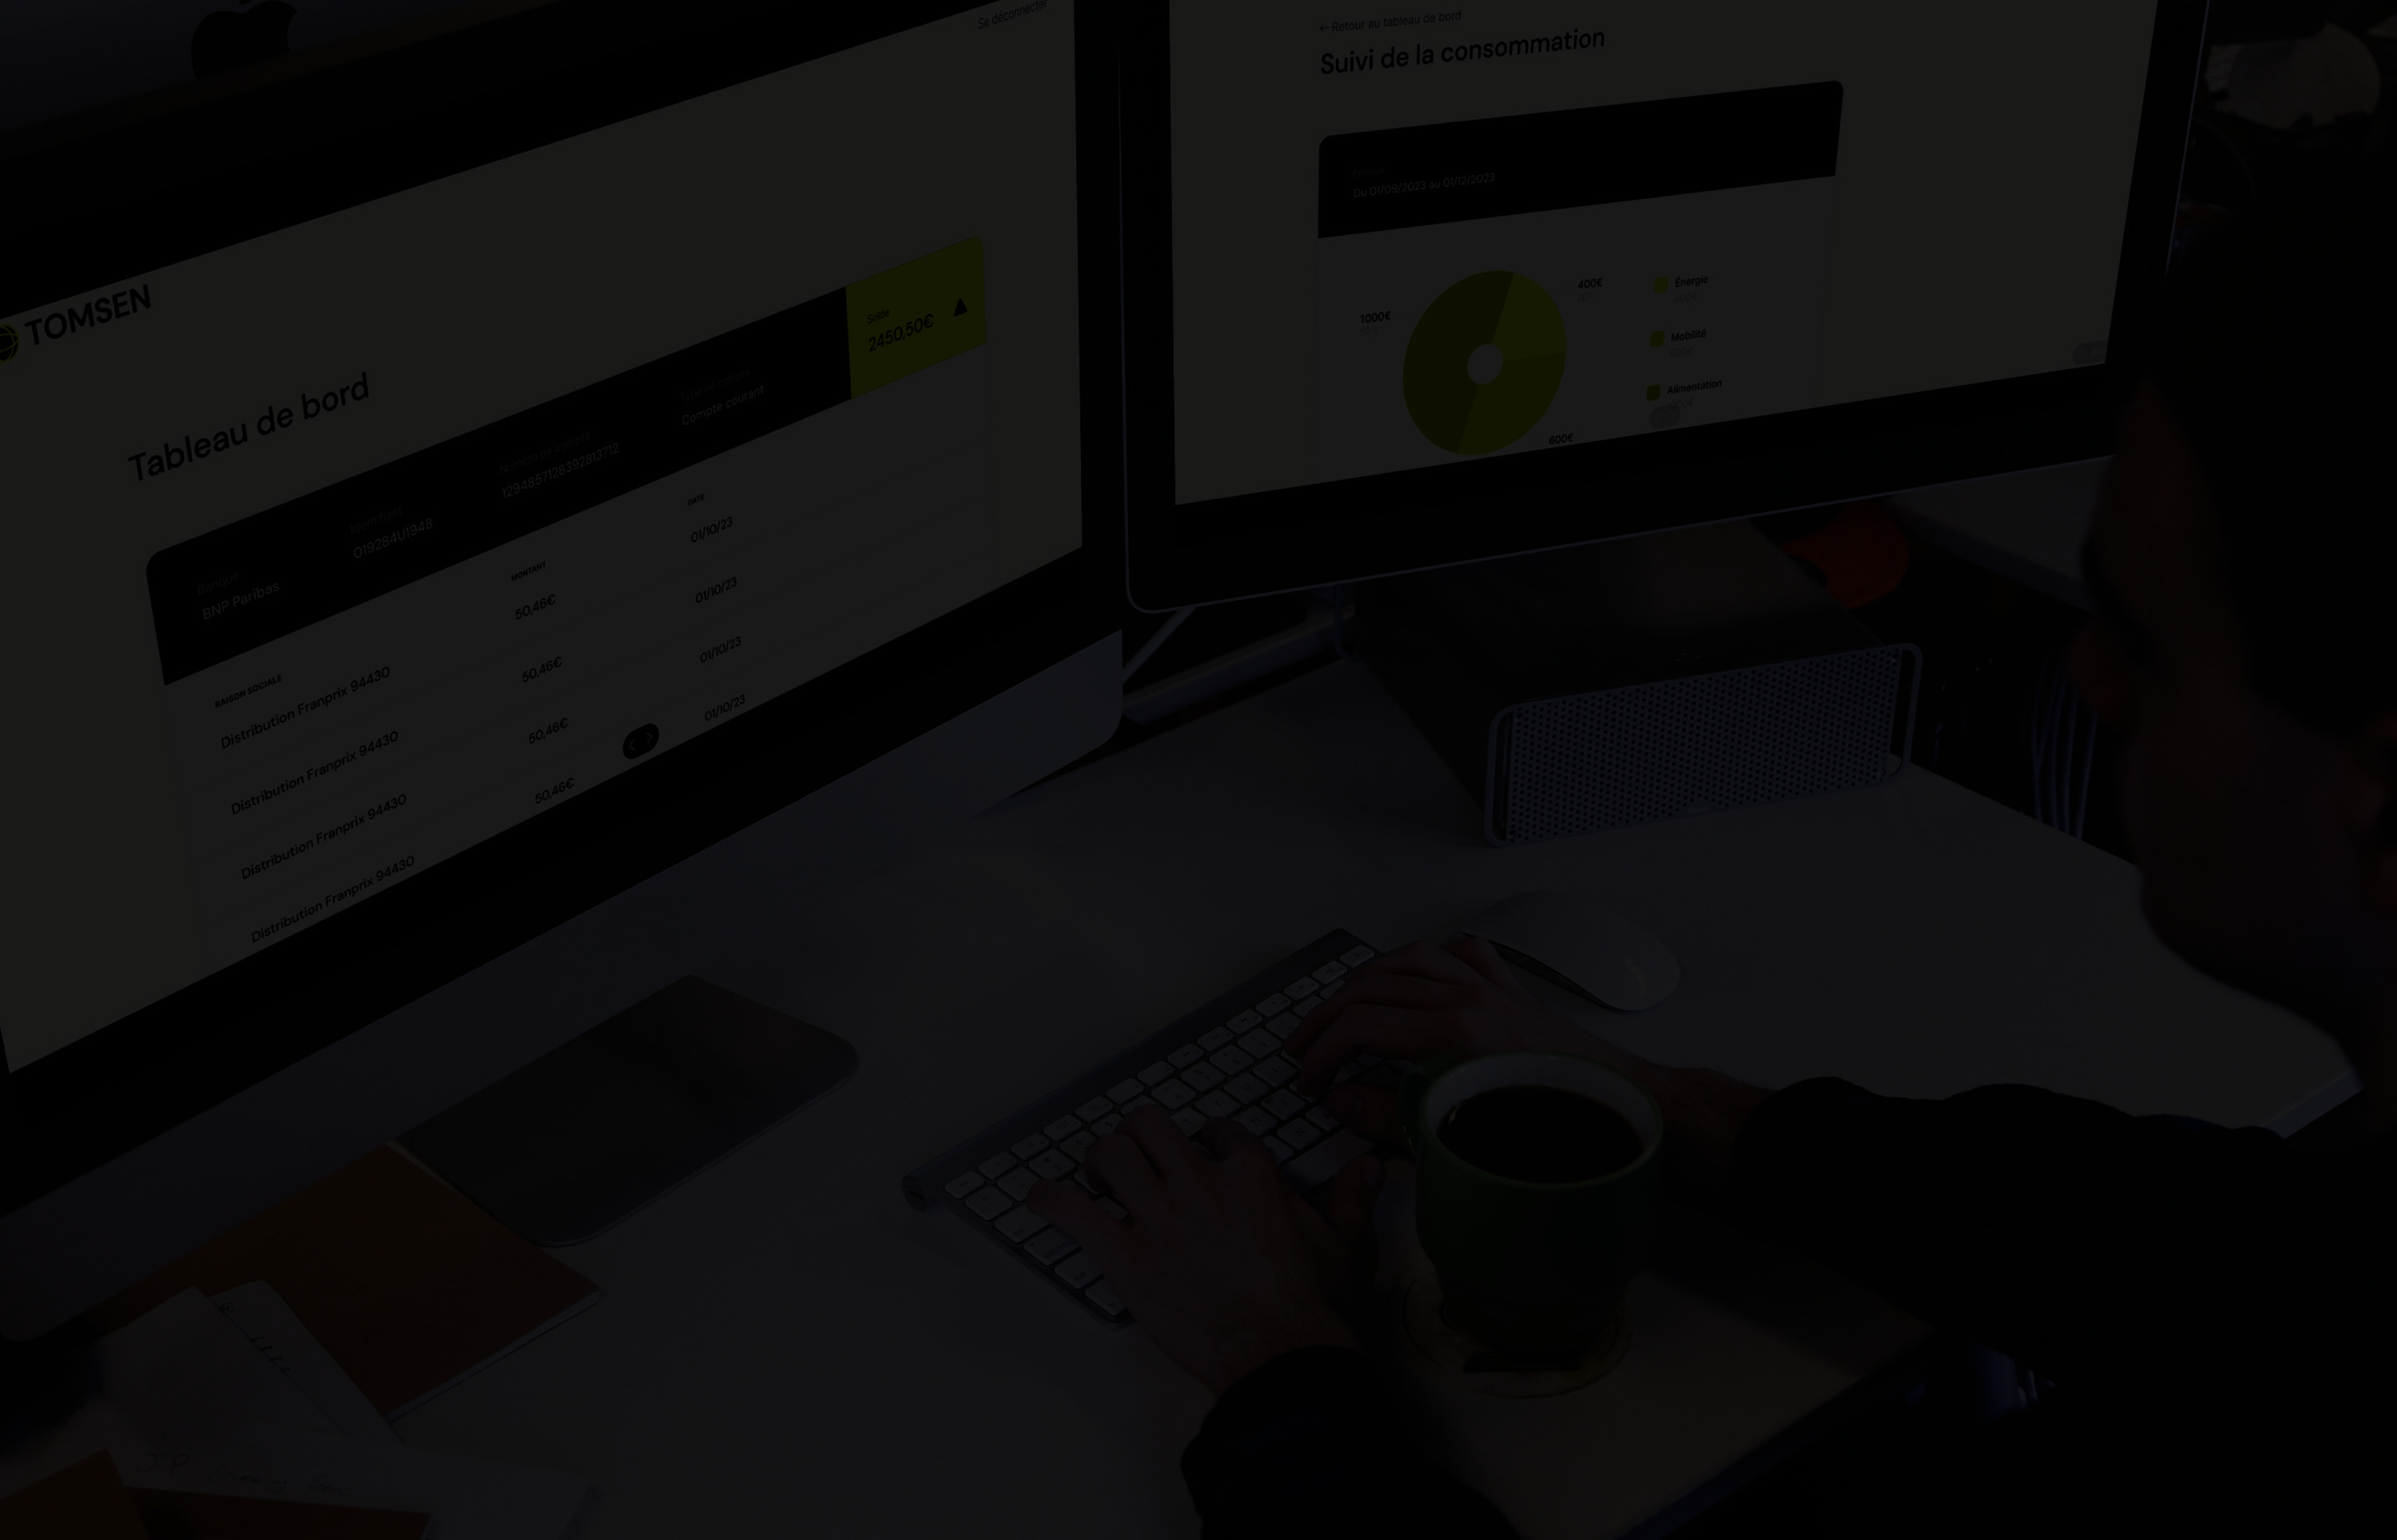 Se déconnecter
TOMSEN
Tableau de bord
Banque
BNP Paribas
Identifiant
019284U1948
Numéro de compte
1294857128392813712
Type de compte
Compte courant
Solde
2450,50€
RAISON SOCIALE
MONTANT
DATE
Distribution Franprix 94430
50,46€
01/10/23
Distribution Franprix 94430
50,46€
01/10/23
Distribution Franprix 94430
50,46€
01/10/23
Distribution Franprix 94430
50,46€
01/10/23
← Retour au tableau de bord
Suivi de la consommation
Période
Du 01/09/2023 au 01/12/2023
400€
1000€
600€
Énergie
Mobilité
600€
Alimentation